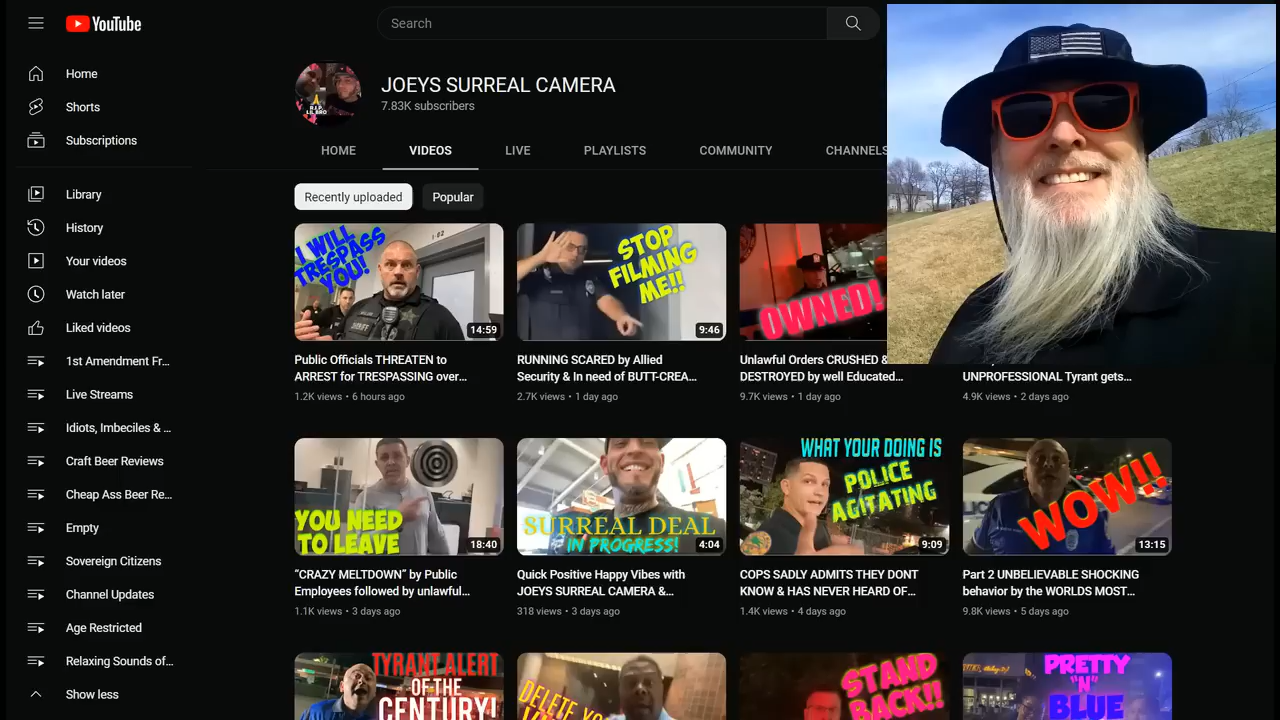 YouTube
Search
Home
Shorts
Subscriptions
Library
History
Your videos
Watch later
Liked videos
1st Amendment Fr...
Live Streams
Idiots, Imbeciles & ...
Craft Beer Reviews
Cheap Ass Beer Re...
Empty
Sovereign Citizens
Channel Updates
Age Restricted
Relaxing Sounds of...
Show less
R.I.P.
LIL BRO
JOEYS SURREAL CAMERA
7.83K subscribers
HOME
VIDEOS
LIVE
PLAYLISTS
COMMUNITY
CHANNELS
Recently uploaded
Popular
I WILL
TRESPASS
YOU!
SHERIFF
14:59
Public Officials THREATEN to
ARREST for TRESPASSING over...
1.2K views • 6 hours ago
STOP
FILMING
ME!!
9:46
RUNNING SCARED by Allied
Security & In need of BUTT-CREA...
2.7K views • 1 day ago
OWNED!
Unlawful Orders CRUSHED &
DESTROYED by well Educated...
9.7K views • 1 day ago
UNPROFESSIONAL Tyrant gets...
4.9K views • 2 days ago
YOU NEED
TO LEAVE
18:40
“CRAZY MELTDOWN” by Public
Employees followed by unlawful...
1.1K views • 3 days ago
SURREAL DEAL
IN PROGRESS!
4:04
Quick Positive Happy Vibes with
JOEYS SURREAL CAMERA &...
318 views • 3 days ago
WHAT YOUR DOING IS
POLICE
AGITATING
9:09
COPS SADLY ADMITS THEY DONT
KNOW & HAS NEVER HEARD OF...
1.4K views • 4 days ago
WOW!!
13:15
Part 2 UNBELIEVABLE SHOCKING
behavior by the WORLDS MOST...
9.8K views • 5 days ago
TYRANT ALERT
OF THE
CENTURY!
DELETE
STAND
BACK!!
PRETTY
"N"
BLUE